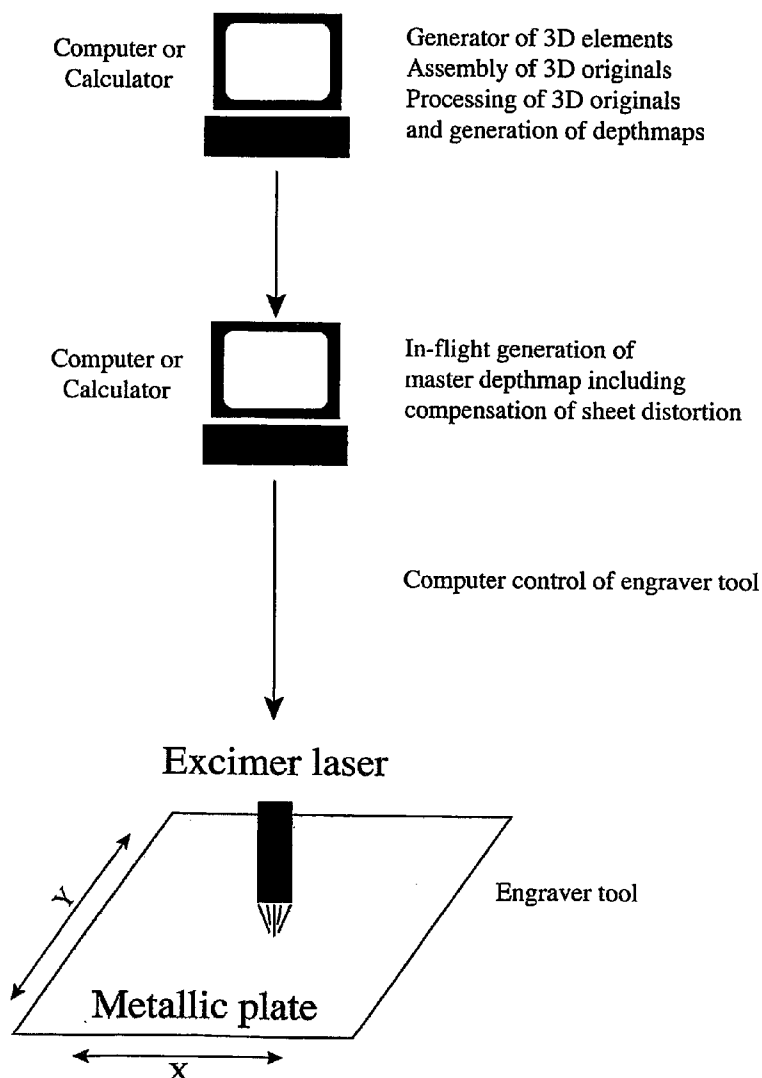 Computer or
Calculator
Generator of 3D elements
Assembly of 3D originals
Processing of 3D originals
and generation of depthmaps
Computer or
Calculator
In-flight generation of
master depthmap including
compensation of sheet distortion
Computer control of engraver tool
Excimer laser
Engraver tool
Y
Metallic plate
X